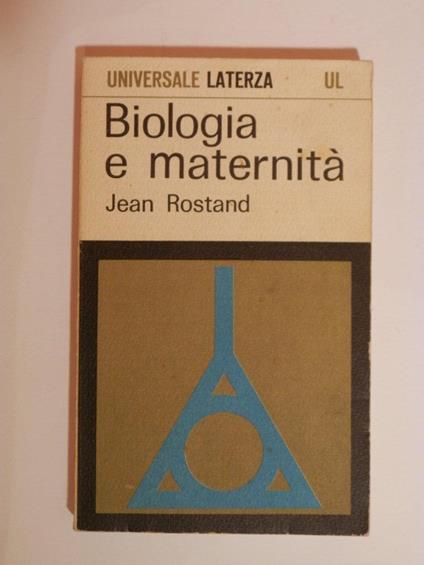 UNIVERSALE LATERZA UL
Biologia
e maternità
Jean Rostand